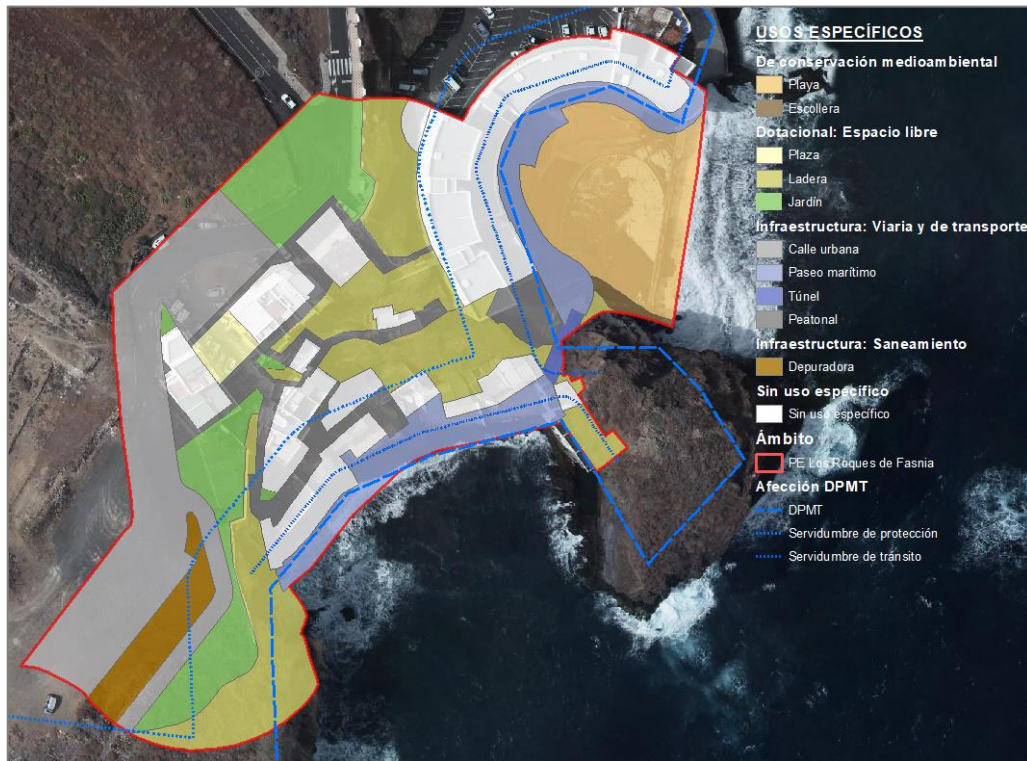 USOS ESPECÍFICOS
De conservación medioambiental
Playa
Escollera
Dotacional: Espacio libre
Plaza
Ladera
Jardín
Infraestructura: Viaria y de transporte
Calle urbana
Paseo marítimo
Túnel
Peatonal
Infraestructura: Saneamiento
Depuradora
Sin uso específico
Sin uso específico
Ámbito
PE Los Roques de Fasnia
Afección DPMT
DPMT
Servidumbre de protección
Servidumbre de tránsito